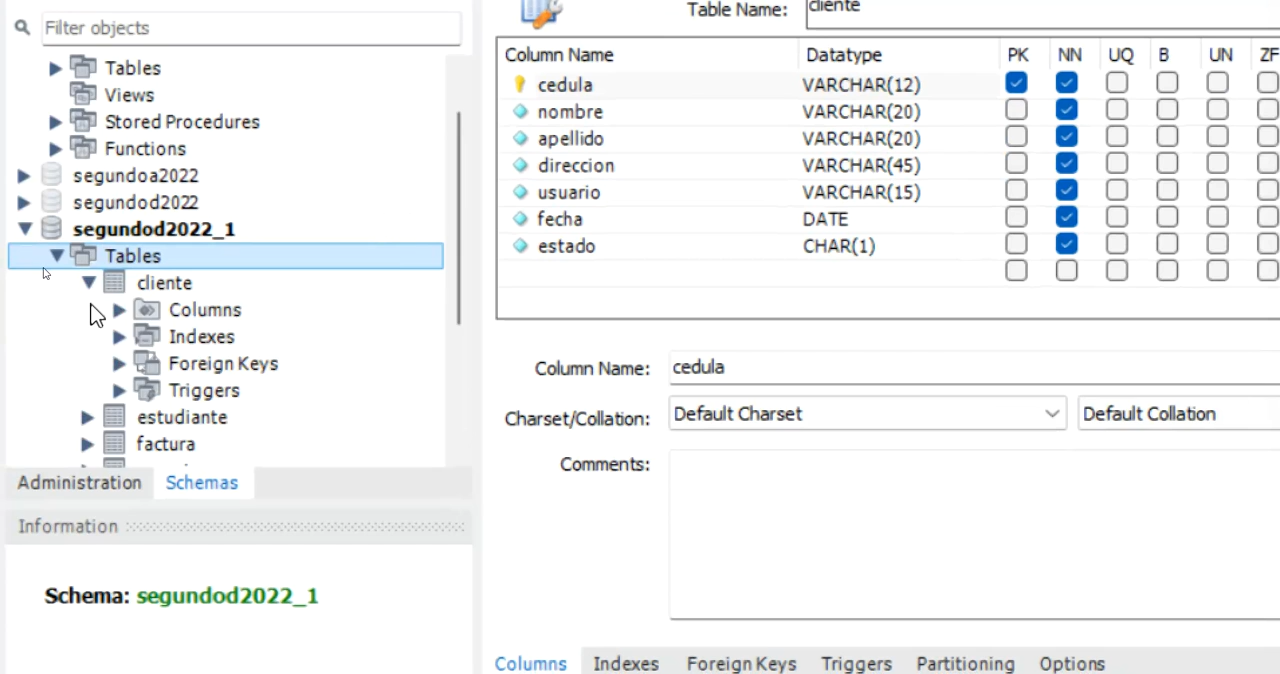 Filter objects
Tables
Views
Stored Procedures
Functions
segundoa2022
segundod2022
segundod2022_1
Tables
cliente
Columns
Indexes
Foreign Keys
Triggers
estudiante
factura
Administration Schemas
Information
Schema: segundod2022_1
Table Name: cliente
Column Name Datatype PK NN UQ B UN ZF
cedula VARCHAR(12)
nombre VARCHAR(20)
apellido VARCHAR(20)
direccion VARCHAR(45)
usuario VARCHAR(15)
fecha DATE
estado CHAR(1)
Column Name: cedula
Charset/Collation: Default Charset Default Collation
Comments:
Columns Indexes Foreign Keys Triggers Partitioning Options